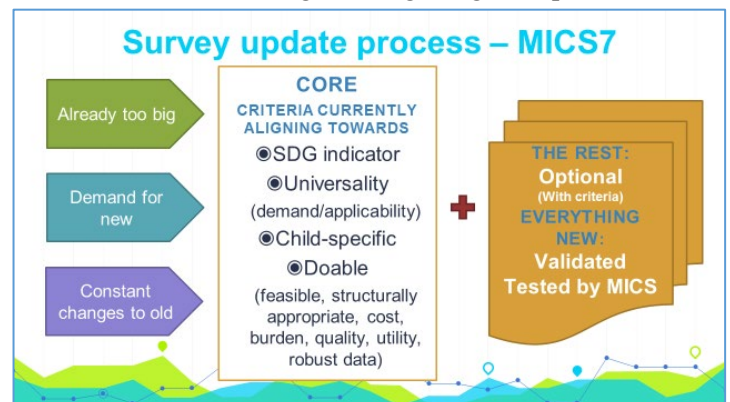 Survey update process – MICS7
Already too big
Demand for
new
Constant
changes to old
CORE
CRITERIA CURRENTLY
ALIGNING TOWARDS
◉SDG indicator
◉Universality
(demand/applicability)
◉Child-specific
◉Doable
(feasible, structurally
appropriate, cost,
burden, quality, utility,
robust data)
THE REST:
Optional
(With criteria)
EVERYTHING
NEW:
Validated
Tested by MICS